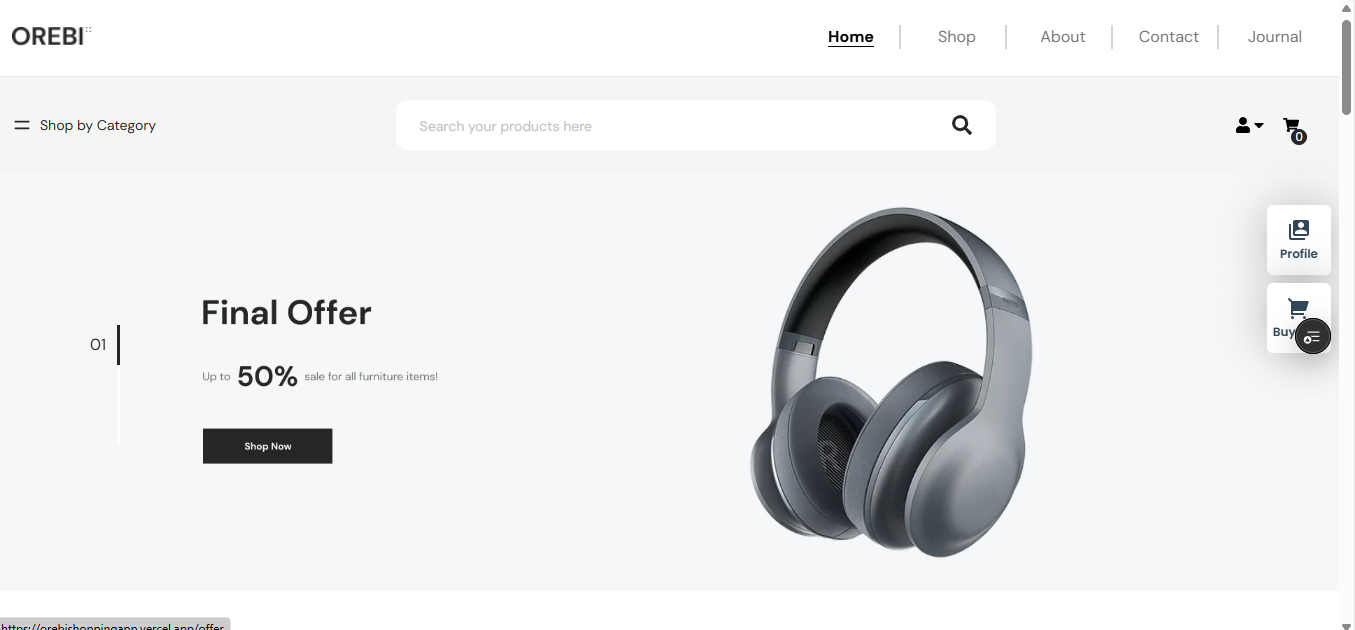 OREBI
Home
Shop
About
Contact
Journal
Shop by Category
Search your products here
0
Profile
Buy
Final Offer
01
Up to 50% sale for all furniture items!
Shop Now
https://orebishoppingapp.vercel.app/offer